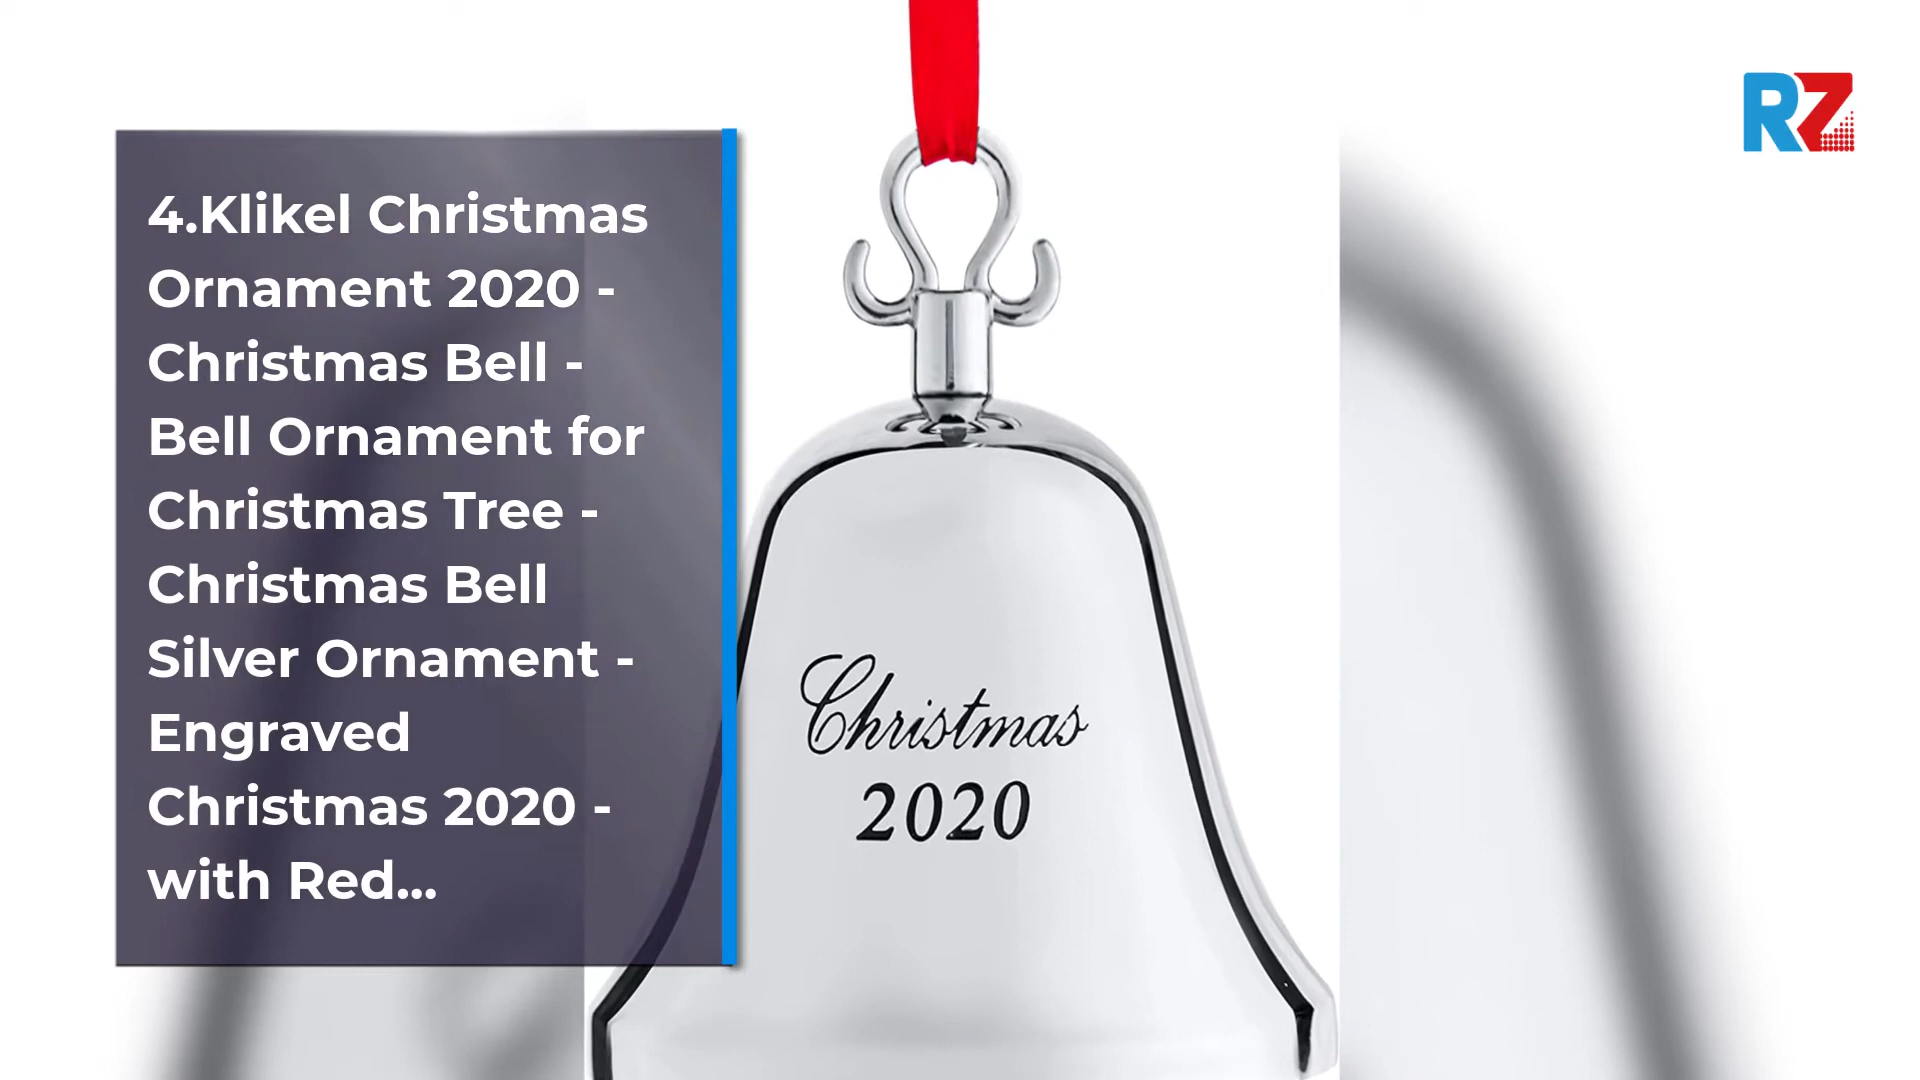 4.Klikel Christmas
Ornament 2020 -
Christmas Bell -
Bell Ornament for
Christmas Tree -
Christmas Bell
Silver Ornament -
Engraved
Christmas 2020 -
with Red...
Christmas
2020
RZ